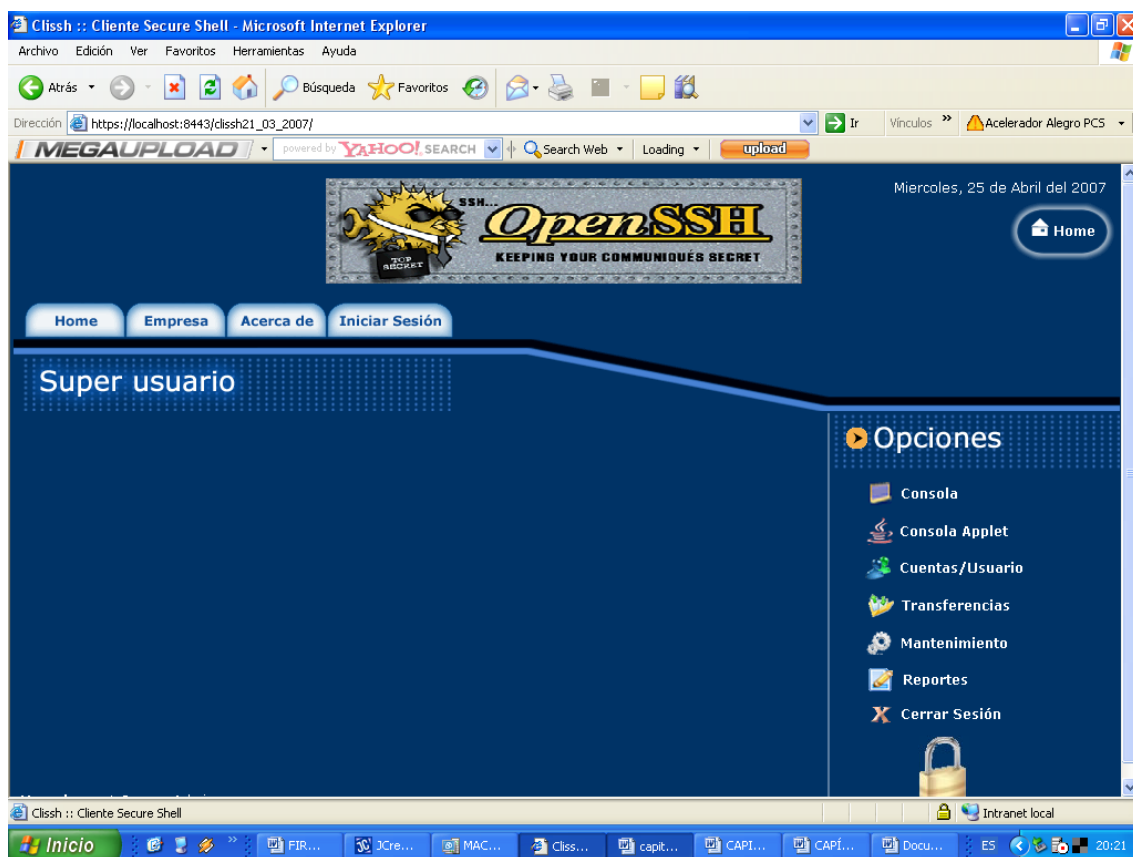 Clissh :: Cliente Secure Shell - Microsoft Internet Explorer
Archivo Edición Ver Favoritos Herramientas Ayuda
Atrás Búsqueda Favoritos
Dirección https://localhost:8443/clissh21_03_2007/ Ir Vínculos » Acelerador Alegro PCS
MEGAUPLOAD powered by YAHOO! SEARCH Search Web Loading upload
Miercoles, 25 de Abril del 2007
SSH...
OpenSSH
KEEPING YOUR COMMUNIQUÉS SECRET
TOP SECRET
Home
Home Empresa Acerca de Iniciar Sesión
Super usuario
Opciones
Consola
Consola Applet
Cuentas/Usuario
Transferencias
Mantenimiento
Reportes
Cerrar Sesión
Clissh :: Cliente Secure Shell Intranet local
Inicio » FIR... JCre... MAC... Cliss... capit... CAPI... CAPÍ... Docu... ES 20:21